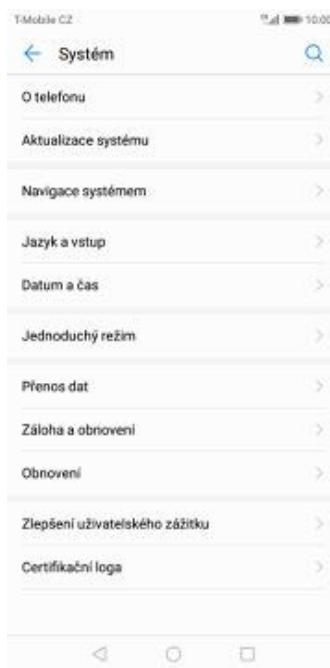 T-Mobile CZ 10:00
Systém
O telefonu
Aktualizace systému
Navigace systémem
Jazyk a vstup
Datum a čas
Jednoduchý režim
Přenos dat
Záloha a obnovení
Obnovení
Zlepšení uživatelského zážitku
Certifikační loga